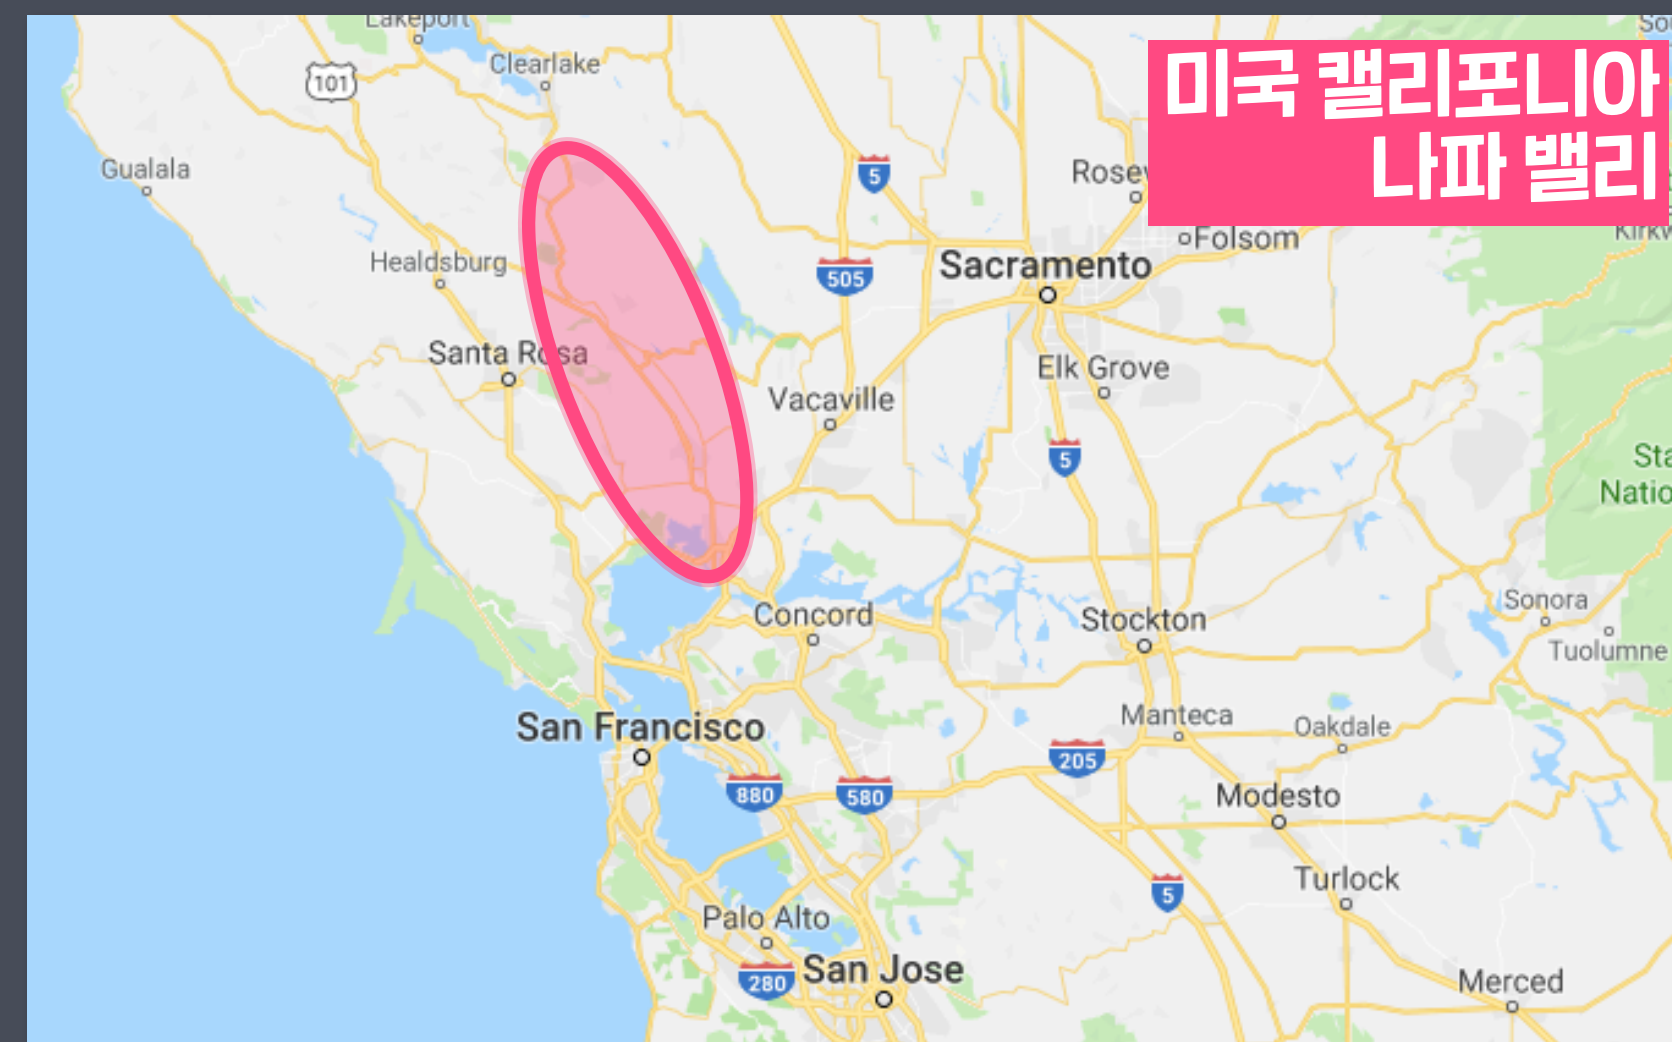 미국 캘리포니아
나파 밸리
Lakeport
Clearlake
101
Gualala
5
Healdsburg
505
Folsom
Sacramento
Santa Rosa
Elk Grove
Vacaville
5
Concord
Stockton
Sonora
Tuolumne
San Francisco
Manteca
Oakdale
205
880
580
Modesto
Turlock
5
Palo Alto
280
San Jose
Merced